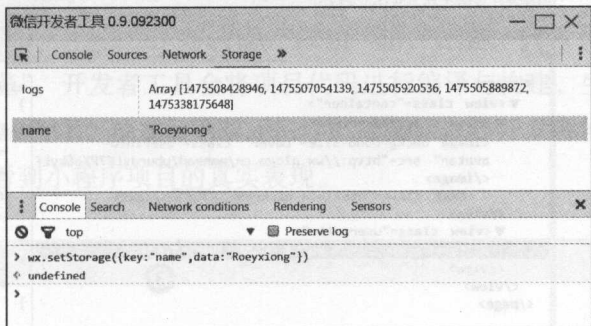 微信开发者工具 0.9.092300
Console Sources Network Storage »
logs Array [1475508428946, 1475507054139, 1475505920536, 1475505889872,
1475338175648]
name "Roeyxiong"
Console Search Network conditions Rendering Sensors
top Preserve log
> wx.setStorage({key:"name",data:"Roeyxiong"})
undefined
>